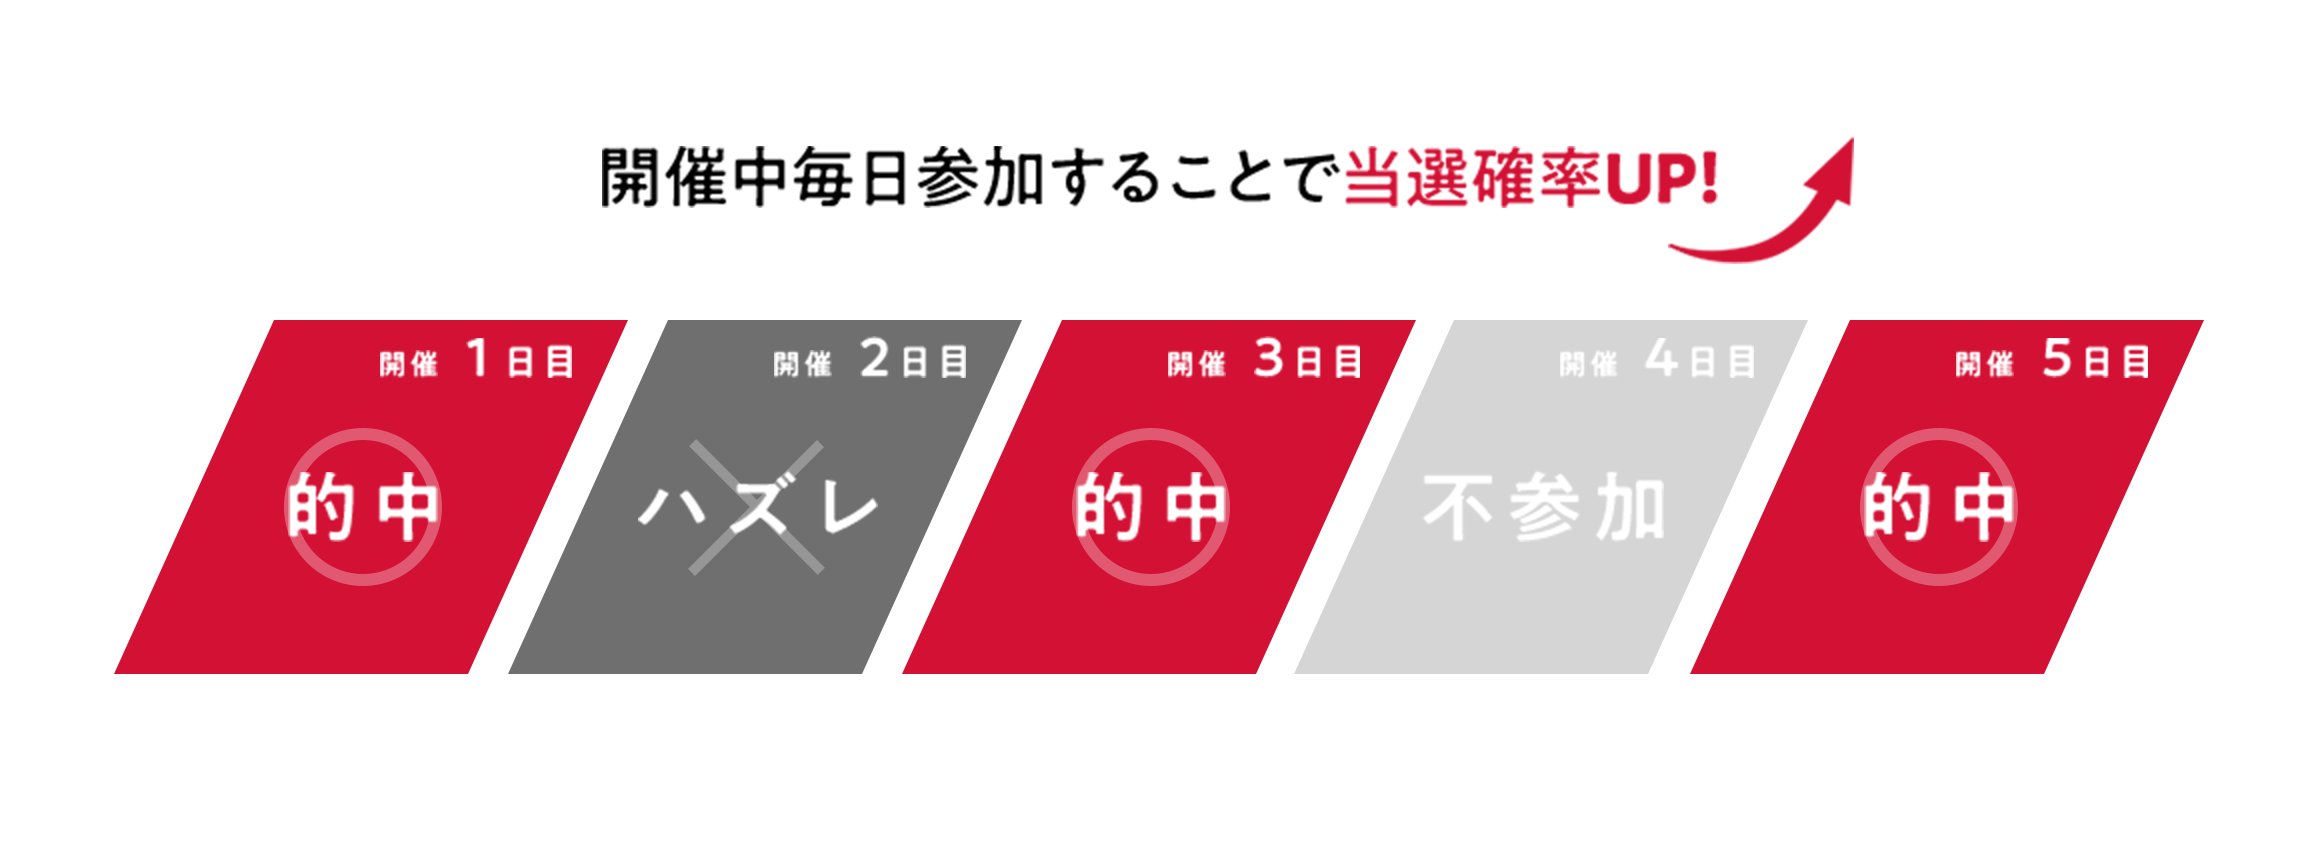 開催中毎日参加することで当選確率UP!
開催 1日目
的中
開催 2日目
ハズレ
開催 3日目
的中
開催 4日目
不参加
開催 5日目
的中